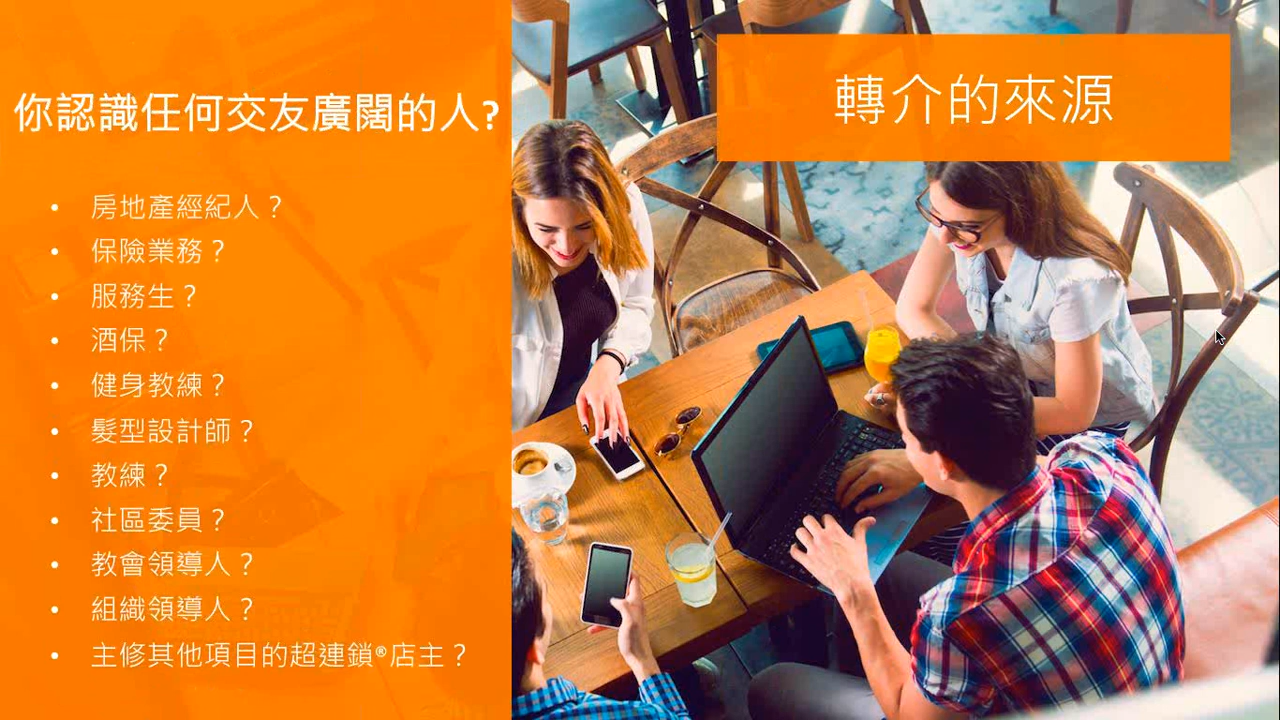 你認識任何交友廣闊的人?
• 房地產經紀人？
• 保險業務？
• 服務生？
• 酒保？
• 健身教練？
• 髮型設計師？
• 教練？
• 社區委員？
• 教會領導人？
• 組織領導人？
• 主修其他項目的超連鎖®店主？
轉介的來源